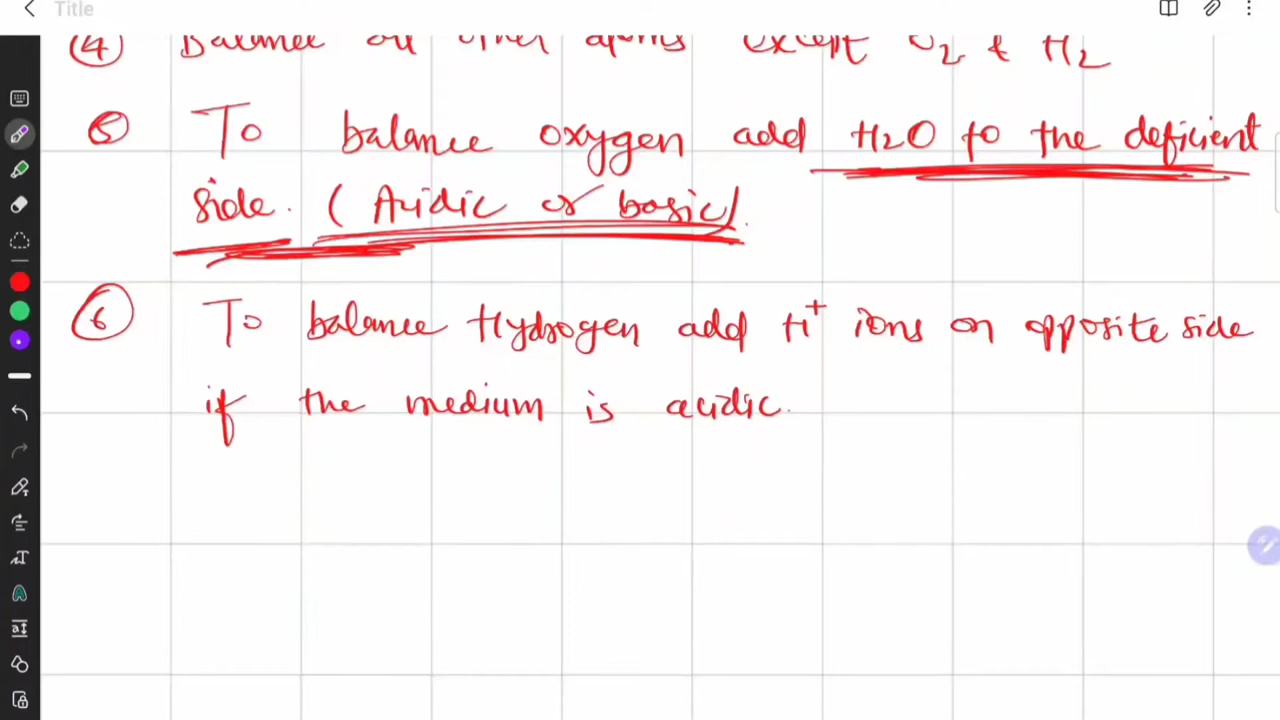 Title
(4) Balance all other atoms except O2 & H2
(5) To balance oxygen add H2O to the deficient
side. (Acidic or basic).
(6) To balance Hydrogen add H+ ions on opposite side
if the medium is acidic.